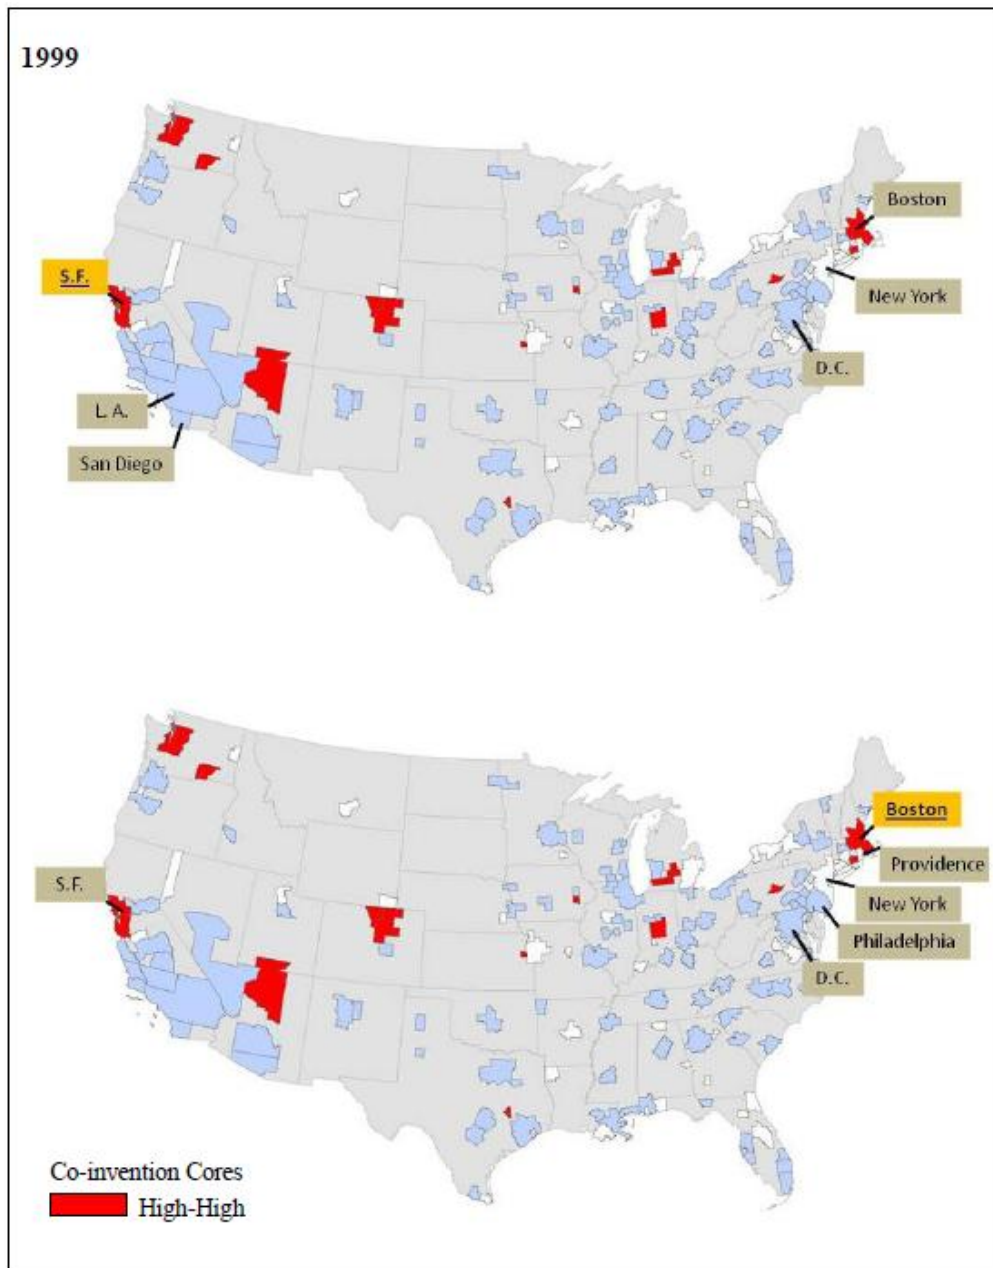 1999
Boston
S.F.
New York
D.C.
L. A.
San Diego
Boston
Providence
S.F.
New York
Philadelphia
D.C.
Co-invention Cores
High-High